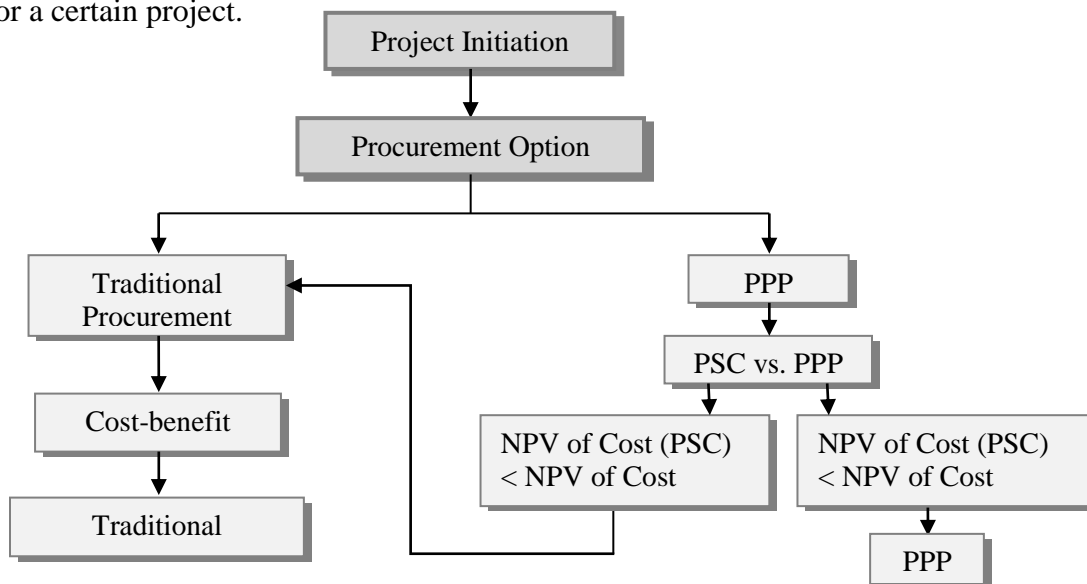 or a certain project.
Project Initiation
Procurement Option
Traditional
Procurement
PPP
PSC vs. PPP
Cost-benefit
NPV of Cost (PSC)
< NPV of Cost
NPV of Cost (PSC)
< NPV of Cost
Traditional
PPP